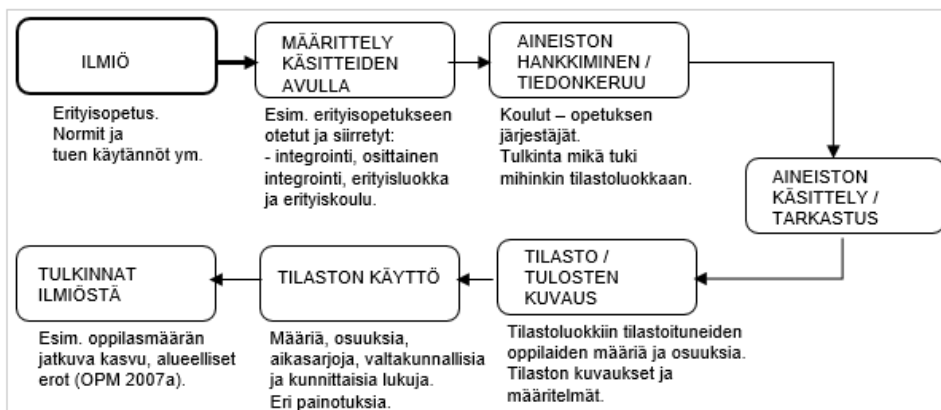 ILMIÖ
Erityisopetus.
Normit ja
tuen käytännöt ym.
MÄÄRITTELY
KÄSITTEIDEN
AVULLA
Esim. erityisopetukseen
otetut ja siirretyt:
- integrointi, osittainen
integrointi, erityisluokka
ja erityiskoulu.
AINEISTON
HANKKIMINEN /
TIEDONKERUU
Koulut – opetuksen
järjestäjät.
Tulkinta mikä tuki
mihinkin tilastoluokkaan.
AINEISTON
KÄSITTELY /
TARKASTUS
TILASTO /
TULOSTEN
KUVAUS
Tilastoluokkiin tilastoituneiden
oppilaiden määriä ja osuuksia.
Tilaston kuvaukset ja
määritelmät.
TILASTON KÄYTTÖ
Määriä, osuuksia,
aikasarjoja, valtakunnallisia
ja kunnittaisia lukuja.
Eri painotuksia.
TULKINNAT
ILMIÖSTÄ
Esim. oppilasmäärän
jatkuva kasvu, alueelliset
erot (OPM 2007a).